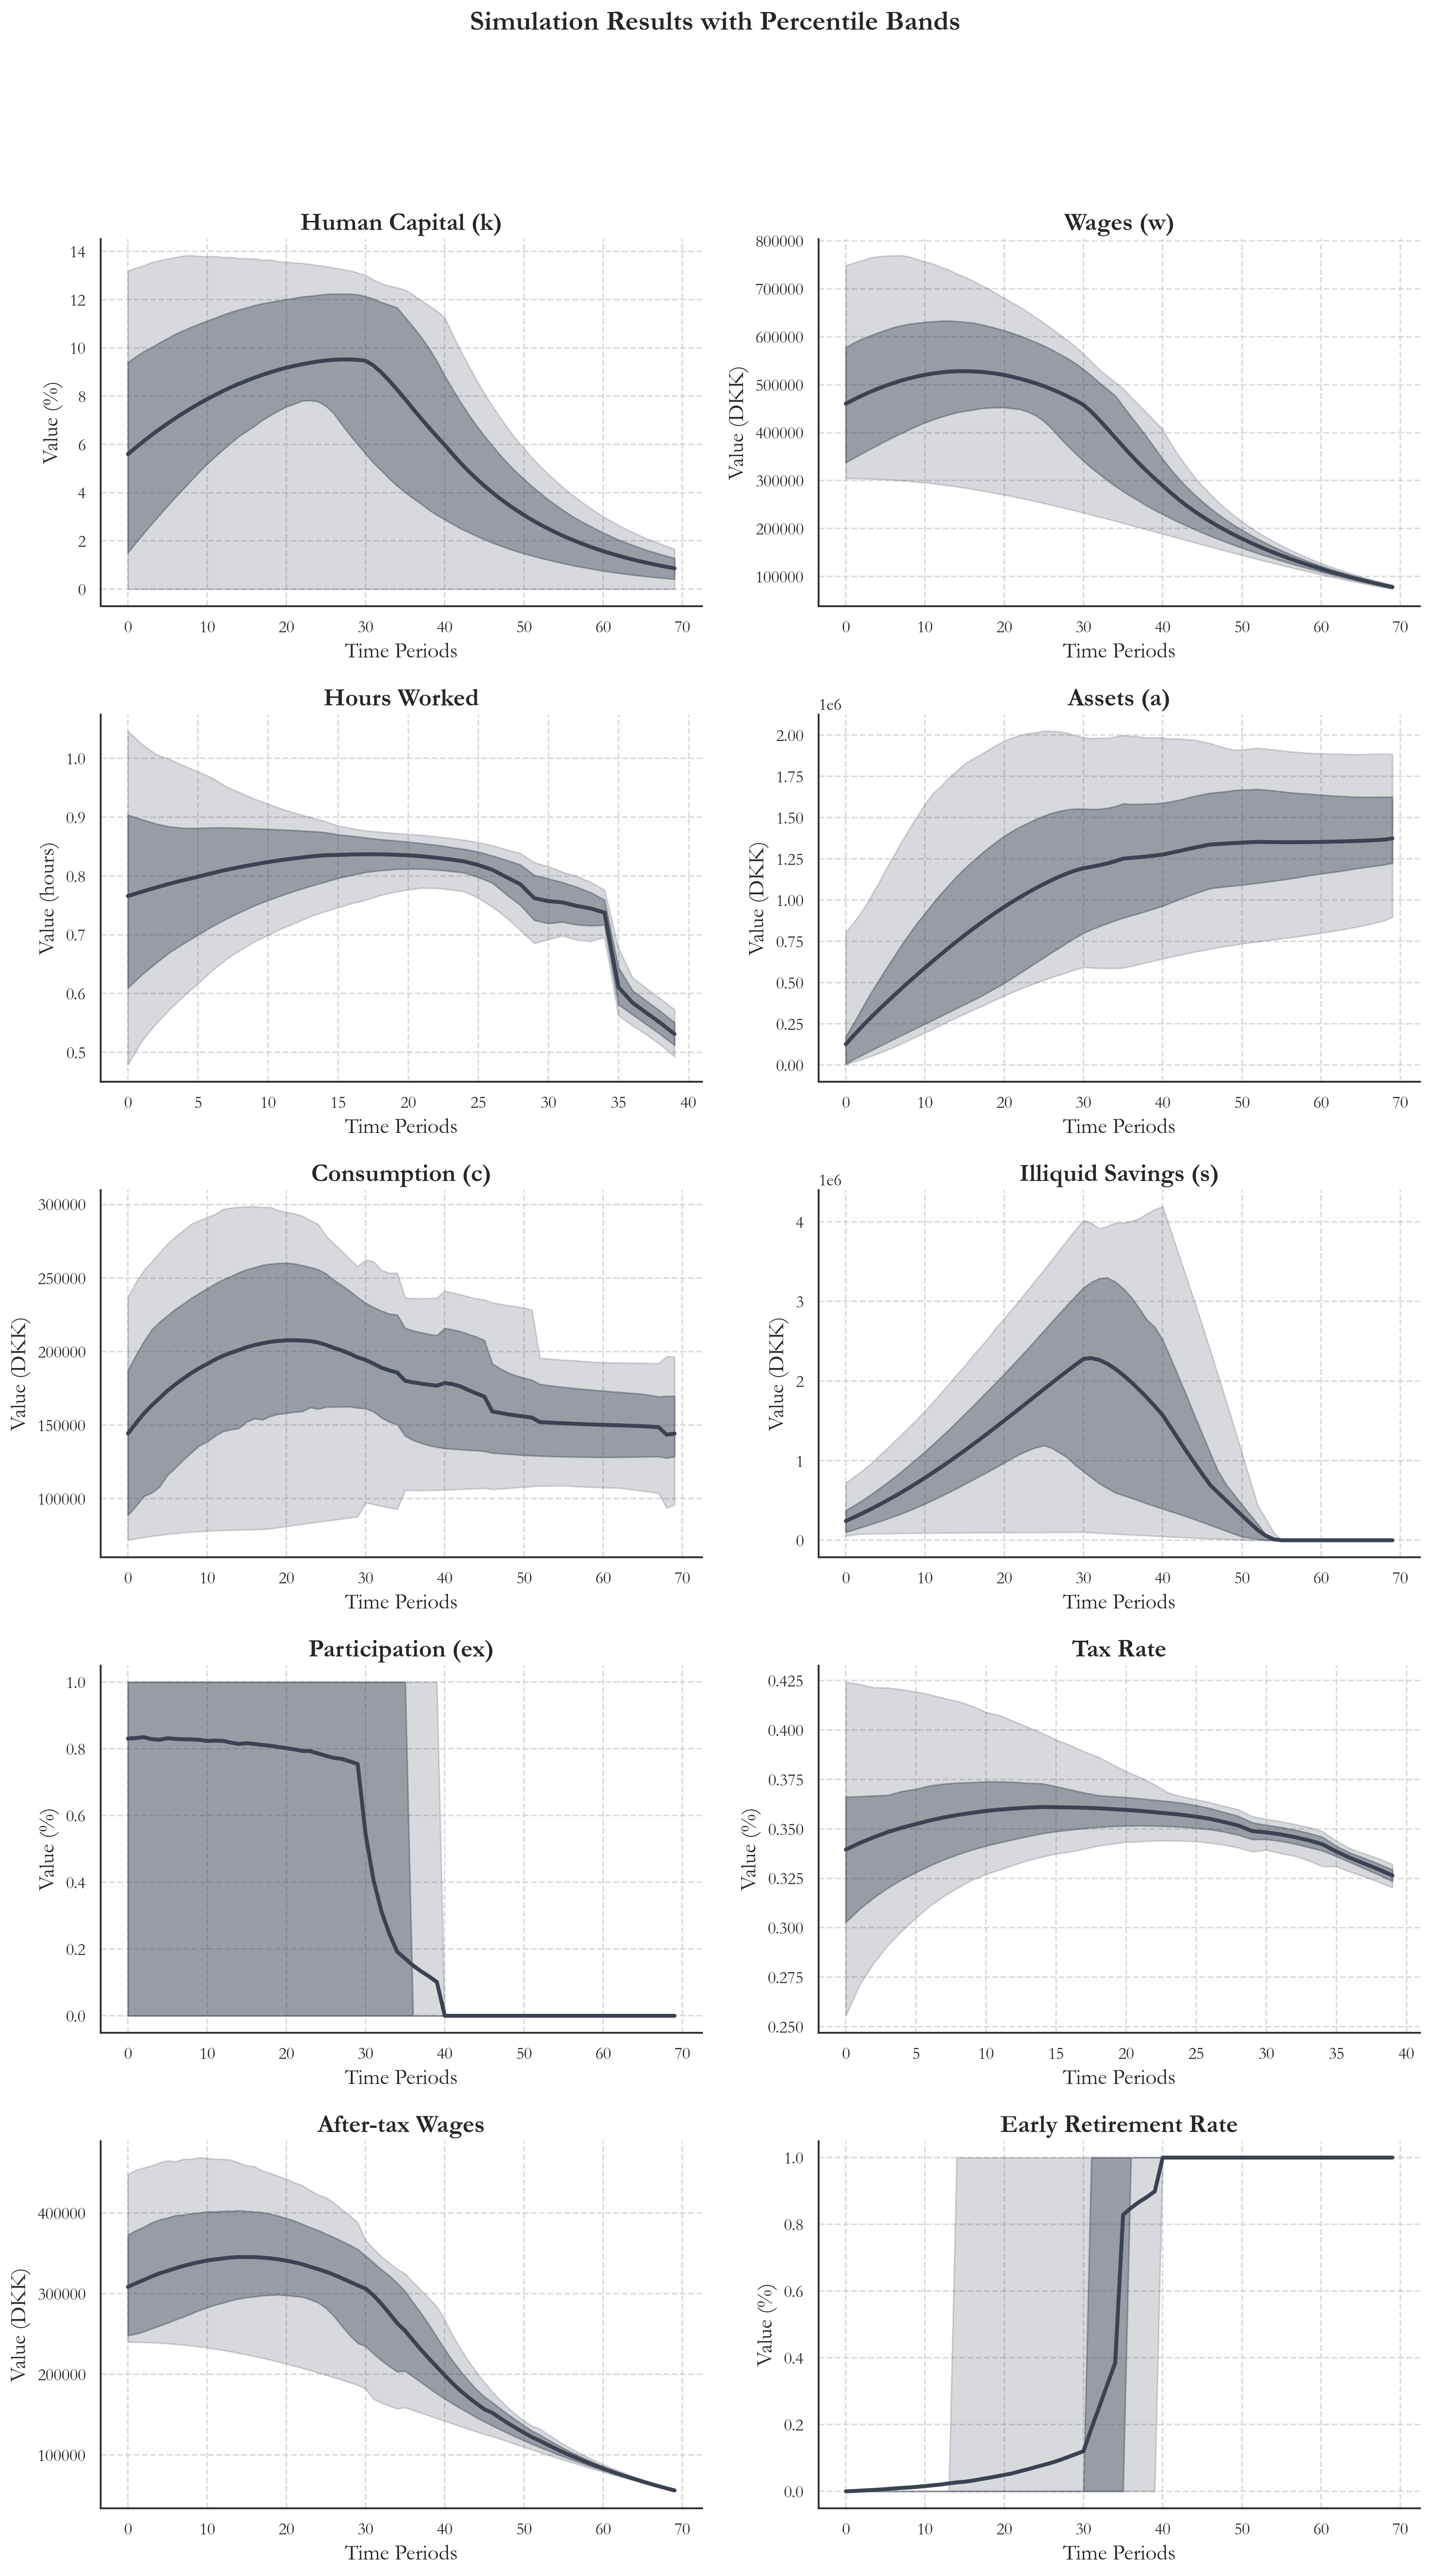 Simulation Results with Percentile Bands
Human Capital (k)
Value (%)
14
12
10
8
6
4
2
0
0 10 20 30 40 50 60 70
Time Periods
Wages (w)
Value (DKK)
800000
700000
600000
500000
400000
300000
200000
100000
0 10 20 30 40 50 60 70
Time Periods
Hours Worked
Value (hours)
1.0
0.9
0.8
0.7
0.6
0.5
0 5 10 15 20 25 30 35 40
Time Periods
Assets (a)
1e6
Value (DKK)
2.00
1.75
1.50
1.25
1.00
0.75
0.50
0.25
0.00
0 10 20 30 40 50 60 70
Time Periods
Consumption (c)
Value (DKK)
300000
250000
200000
150000
100000
0 10 20 30 40 50 60 70
Time Periods
Illiquid Savings (s)
1e6
Value (DKK)
4
3
2
1
0
0 10 20 30 40 50 60 70
Time Periods
Participation (ex)
Value (%)
1.0
0.8
0.6
0.4
0.2
0.0
0 10 20 30 40 50 60 70
Time Periods
Tax Rate
Value (%)
0.425
0.400
0.375
0.350
0.325
0.300
0.275
0.250
0 5 10 15 20 25 30 35 40
Time Periods
After-tax Wages
Value (DKK)
400000
300000
200000
100000
0 10 20 30 40 50 60 70
Time Periods
Early Retirement Rate
Value (%)
1.0
0.8
0.6
0.4
0.2
0.0
0 10 20 30 40 50 60 70
Time Periods